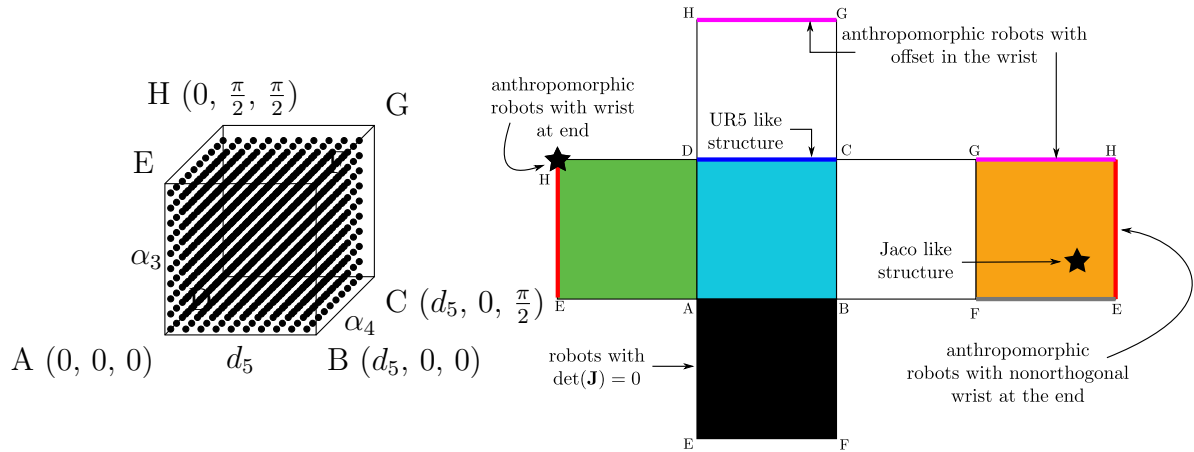 H (0, π/2, π/2)
G
E
F
α₃
D
C (d₅, 0, π/2)
α₄
A (0, 0, 0)
d₅
B (d₅, 0, 0)
H
G
anthropomorphic
robots with wrist
at end
anthropomorphic robots with
offset in the wrist
UR5 like
structure
D
C
G
H
H
Jaco like
structure
E
A
B
F
E
robots with
det(J) = 0
anthropomorphic
robots with nonorthogonal
wrist at the end
E
F